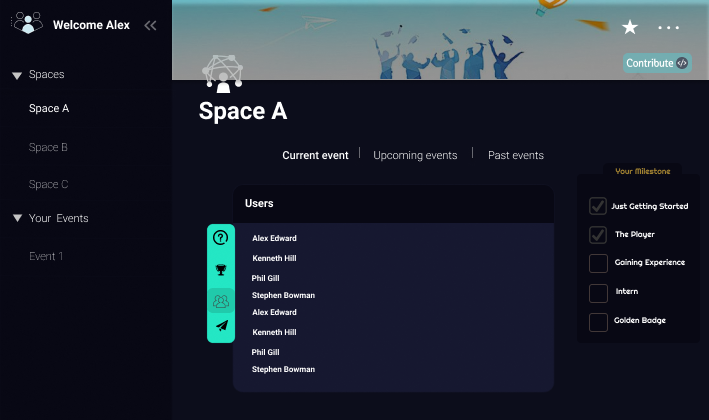 Welcome Alex
Spaces
Space A
Space B
Space C
Your Events
Event 1
Contribute
Space A
Current event
Upcoming events
Past events
Users
Alex Edward
Kenneth Hill
Phil Gill
Stephen Bowman
Alex Edward
Kenneth Hill
Phil Gill
Stephen Bowman
Your Milestone
Just Getting Started
The Player
Gaining Experience
Intern
Golden Badge